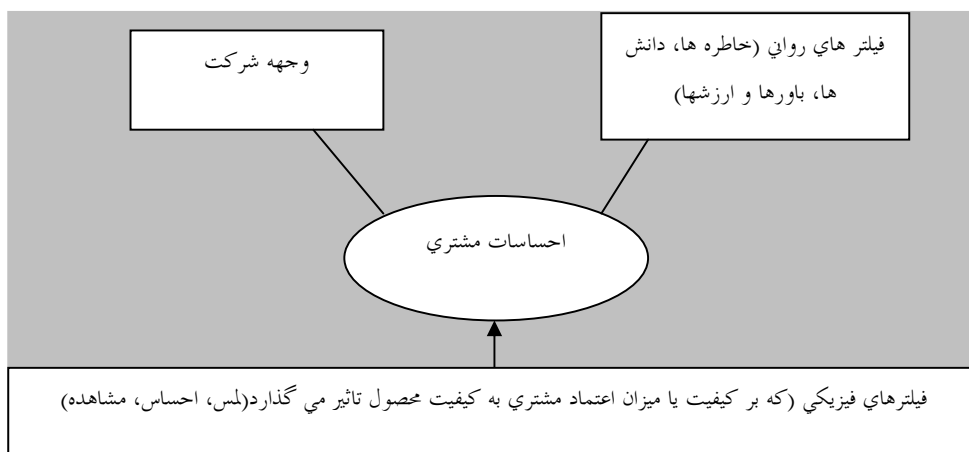 فيلتر هاي رواني (خاطره ها، دانش
ها، باورها و ارزشها)
وجهه شرکت
احساسات مشتري
فيلترهاي فيزيكي (كه بر كيفيت يا ميزان اعتماد مشتري به كيفيت محصول تاثير مي گذارد(لمس، احساس، مشاهده)